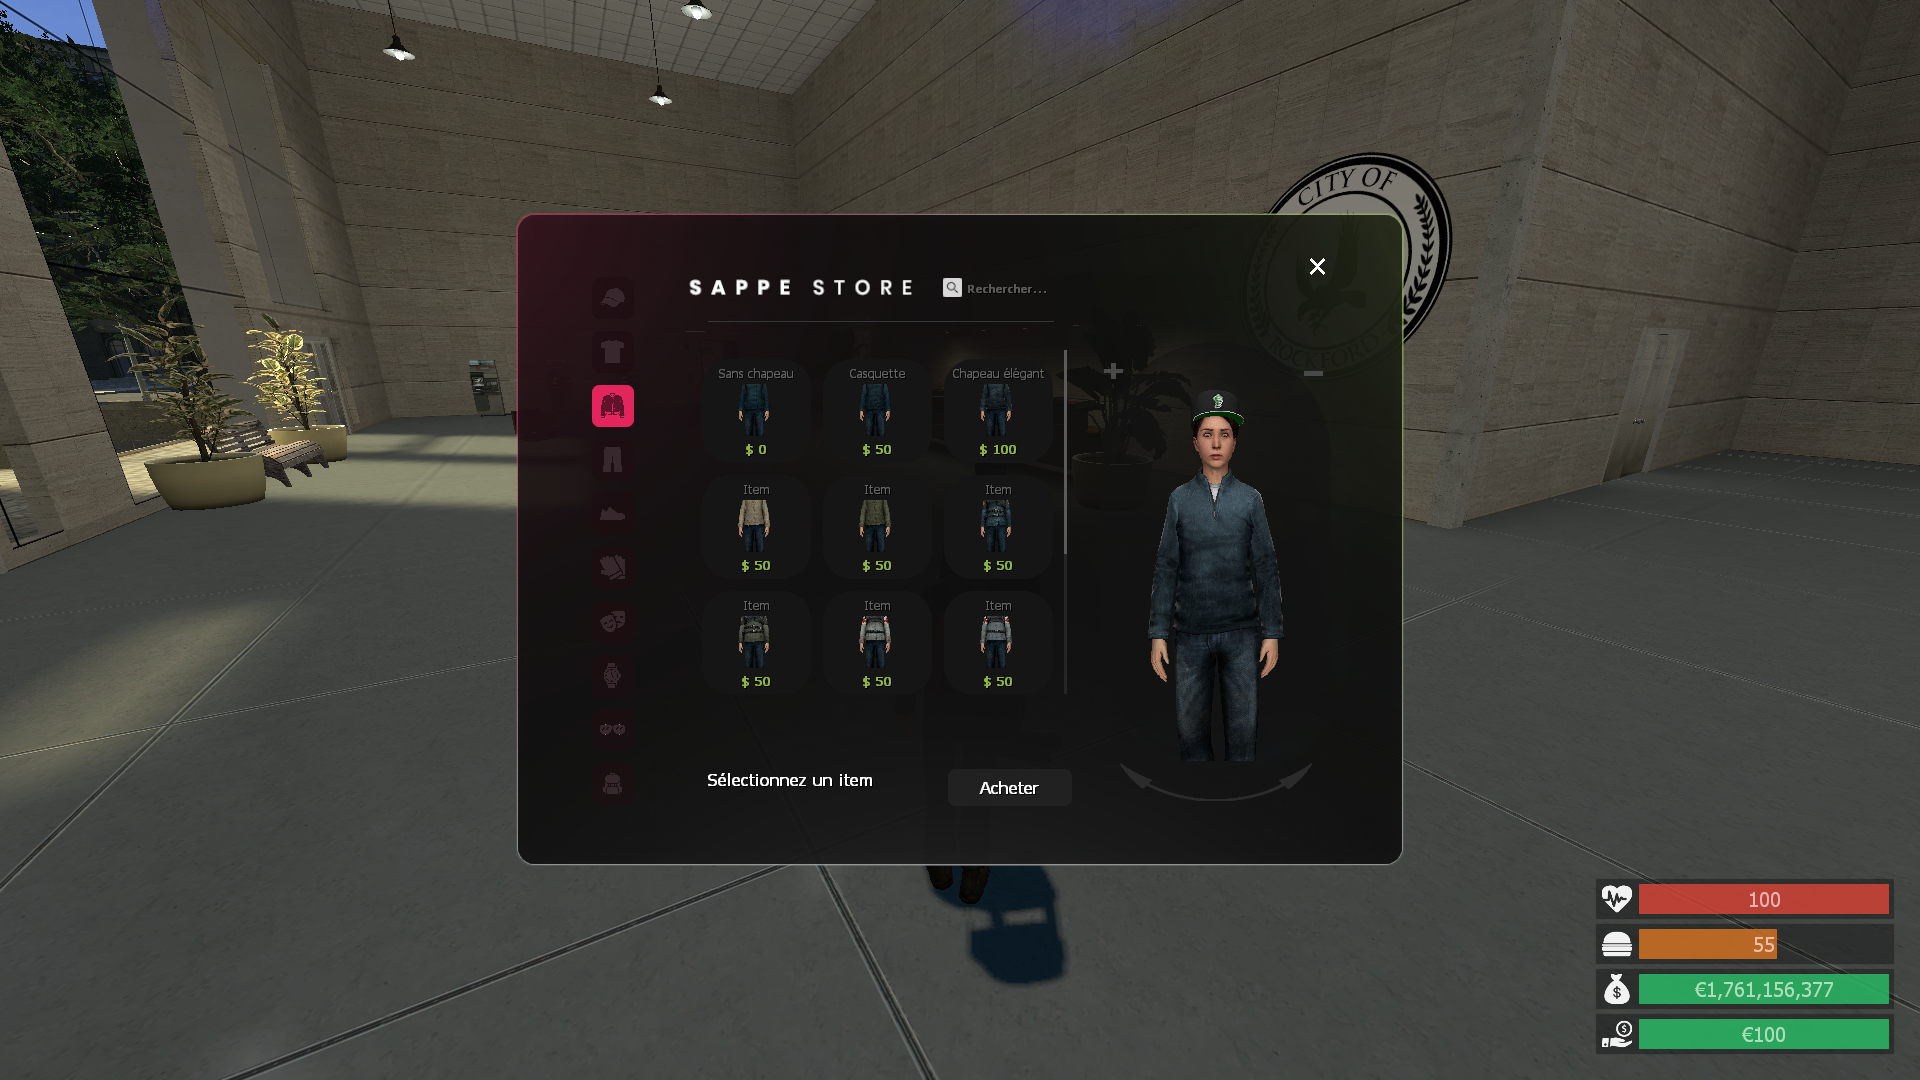 CITY OF
ROCKFORD
SAPPE STORE
Rechercher...
Sans chapeau
Casquette
Chapeau élégant
$ 0
$ 50
$ 100
Item
Item
Item
$ 50
$ 50
$ 50
Item
Item
Item
$ 50
$ 50
$ 50
Sélectionnez un item
Acheter
100
55
€1,761,156,377
€100